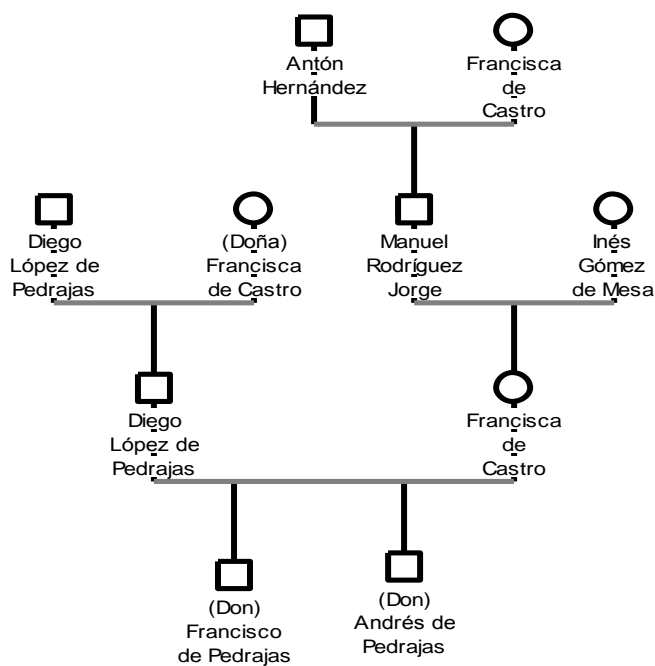 Antón
Hernández
Francisca
de
Castro
Diego
López de
Pedrajas
(Doña)
Francisca
de Castro
Manuel
Rodríguez
Jorge
Inés
Gómez
de Mesa
Diego
López de
Pedrajas
Francisca
de
Castro
(Don)
Francisco
de Pedrajas
(Don)
Andrés de
Pedrajas